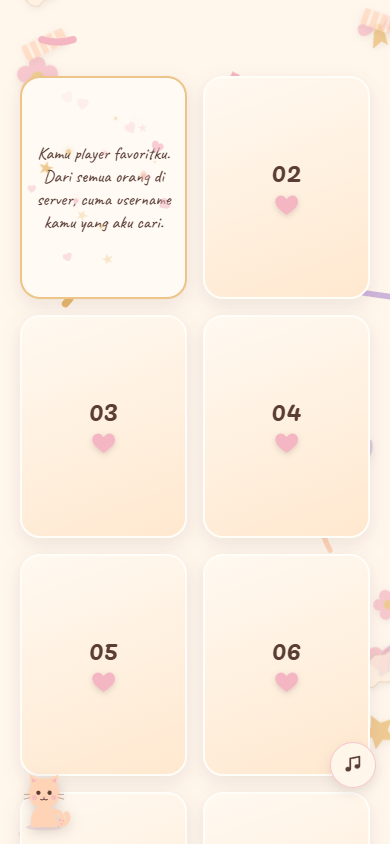 Kamu player favoritku.
Dari semua orang di
server, cuma username
kamu yang aku cari.
02
03
04
05
06